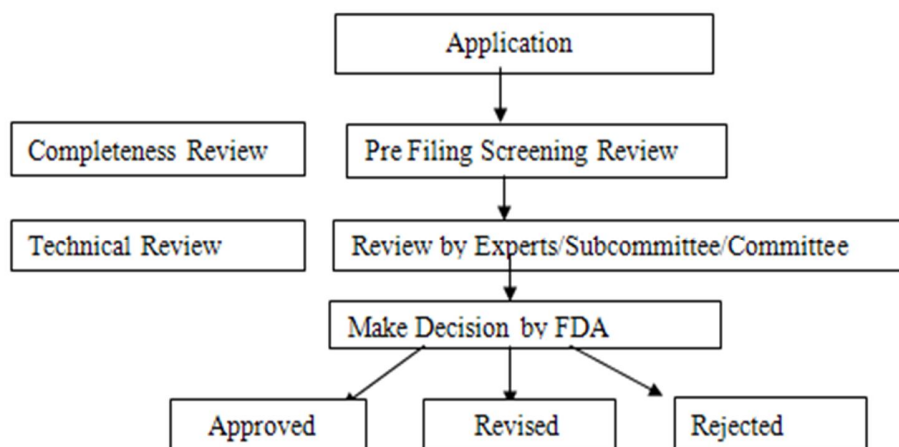 Application
Completeness Review
Pre Filing Screening Review
Technical Review
Review by Experts/Subcommittee/Committee
Make Decision by FDA
Approved
Revised
Rejected